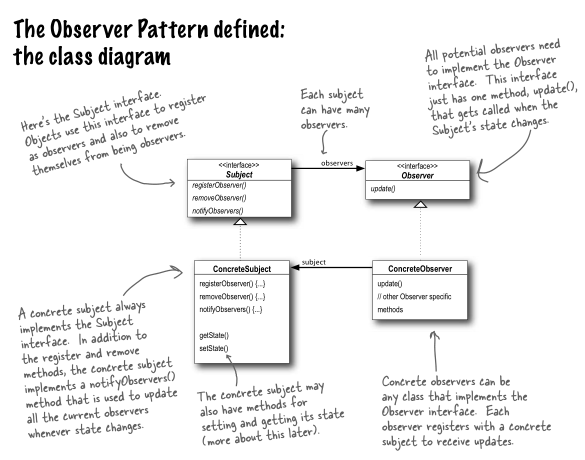 The Observer Pattern defined:
the class diagram
Here's the Subject interface.
Objects use this interface to register
as observers and also to remove
themselves from being observers.
Each subject
can have many
observers.
All potential observers need
to implement the Observer
interface. This interface
just has one method, update(),
that gets called when the
Subject's state changes.
<<interface>>
Subject
registerObserver()
removeObserver()
notifyObservers()
observers
<<interface>>
Observer
update()
ConcreteSubject
registerObserver() {...}
removeObserver() {...}
notifyObservers() {...}
getState()
setState()
subject
ConcreteObserver
update()
// other Observer specific
methods
A concrete subject always
implements the Subject
interface. In addition to
the register and remove
methods, the concrete subject
implements a notifyObservers()
method that is used to update
all the current observers
whenever state changes.
The concrete subject may
also have methods for
setting and getting its state
(more about this later).
Concrete observers can be
any class that implements the
Observer interface. Each
observer registers with a concrete
subject to receive updates.